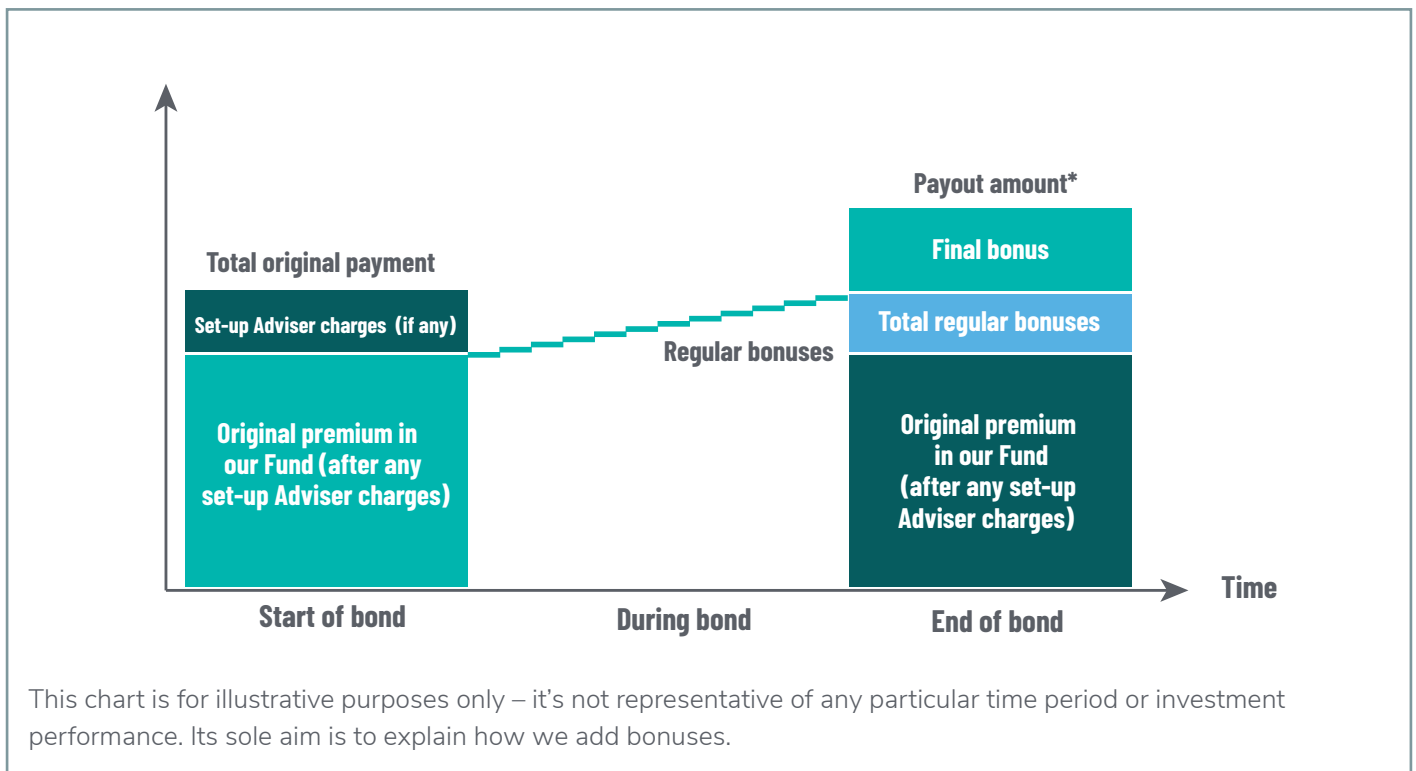 Payout amount*
Final bonus
Total original payment
Set-up Adviser charges (if any)
Total regular bonuses
Regular bonuses
Original premium in
our Fund (after any
set-up Adviser charges)
Original premium
in our Fund
(after any set-up
Adviser charges)
Time
Start of bond
During bond
End of bond
This chart is for illustrative purposes only – it's not representative of any particular time period or investment
performance. Its sole aim is to explain how we add bonuses.